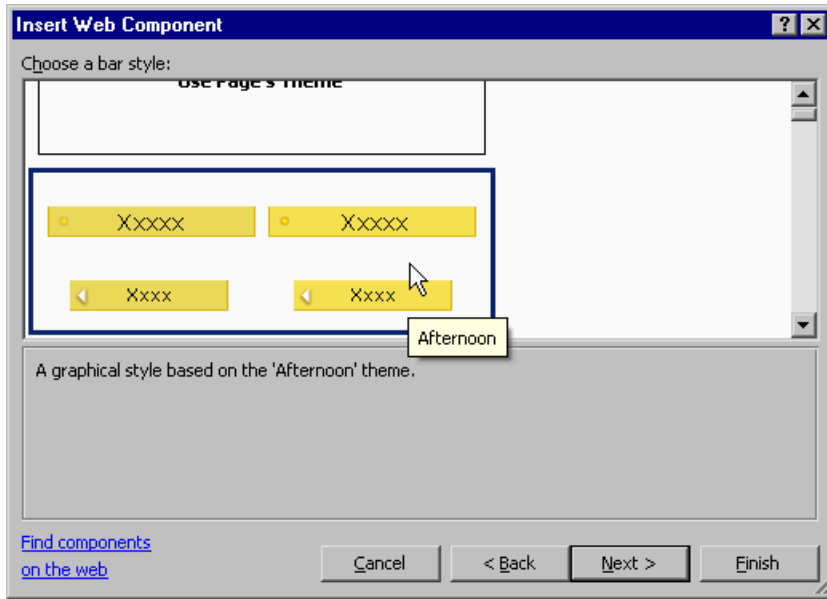 Insert Web Component
Choose a bar style:
Use Page's Theme
Xxxxx Xxxxx
Xxxx Xxxx
Afternoon
A graphical style based on the 'Afternoon' theme.
Find components
on the web
Cancel < Back Next > Finish